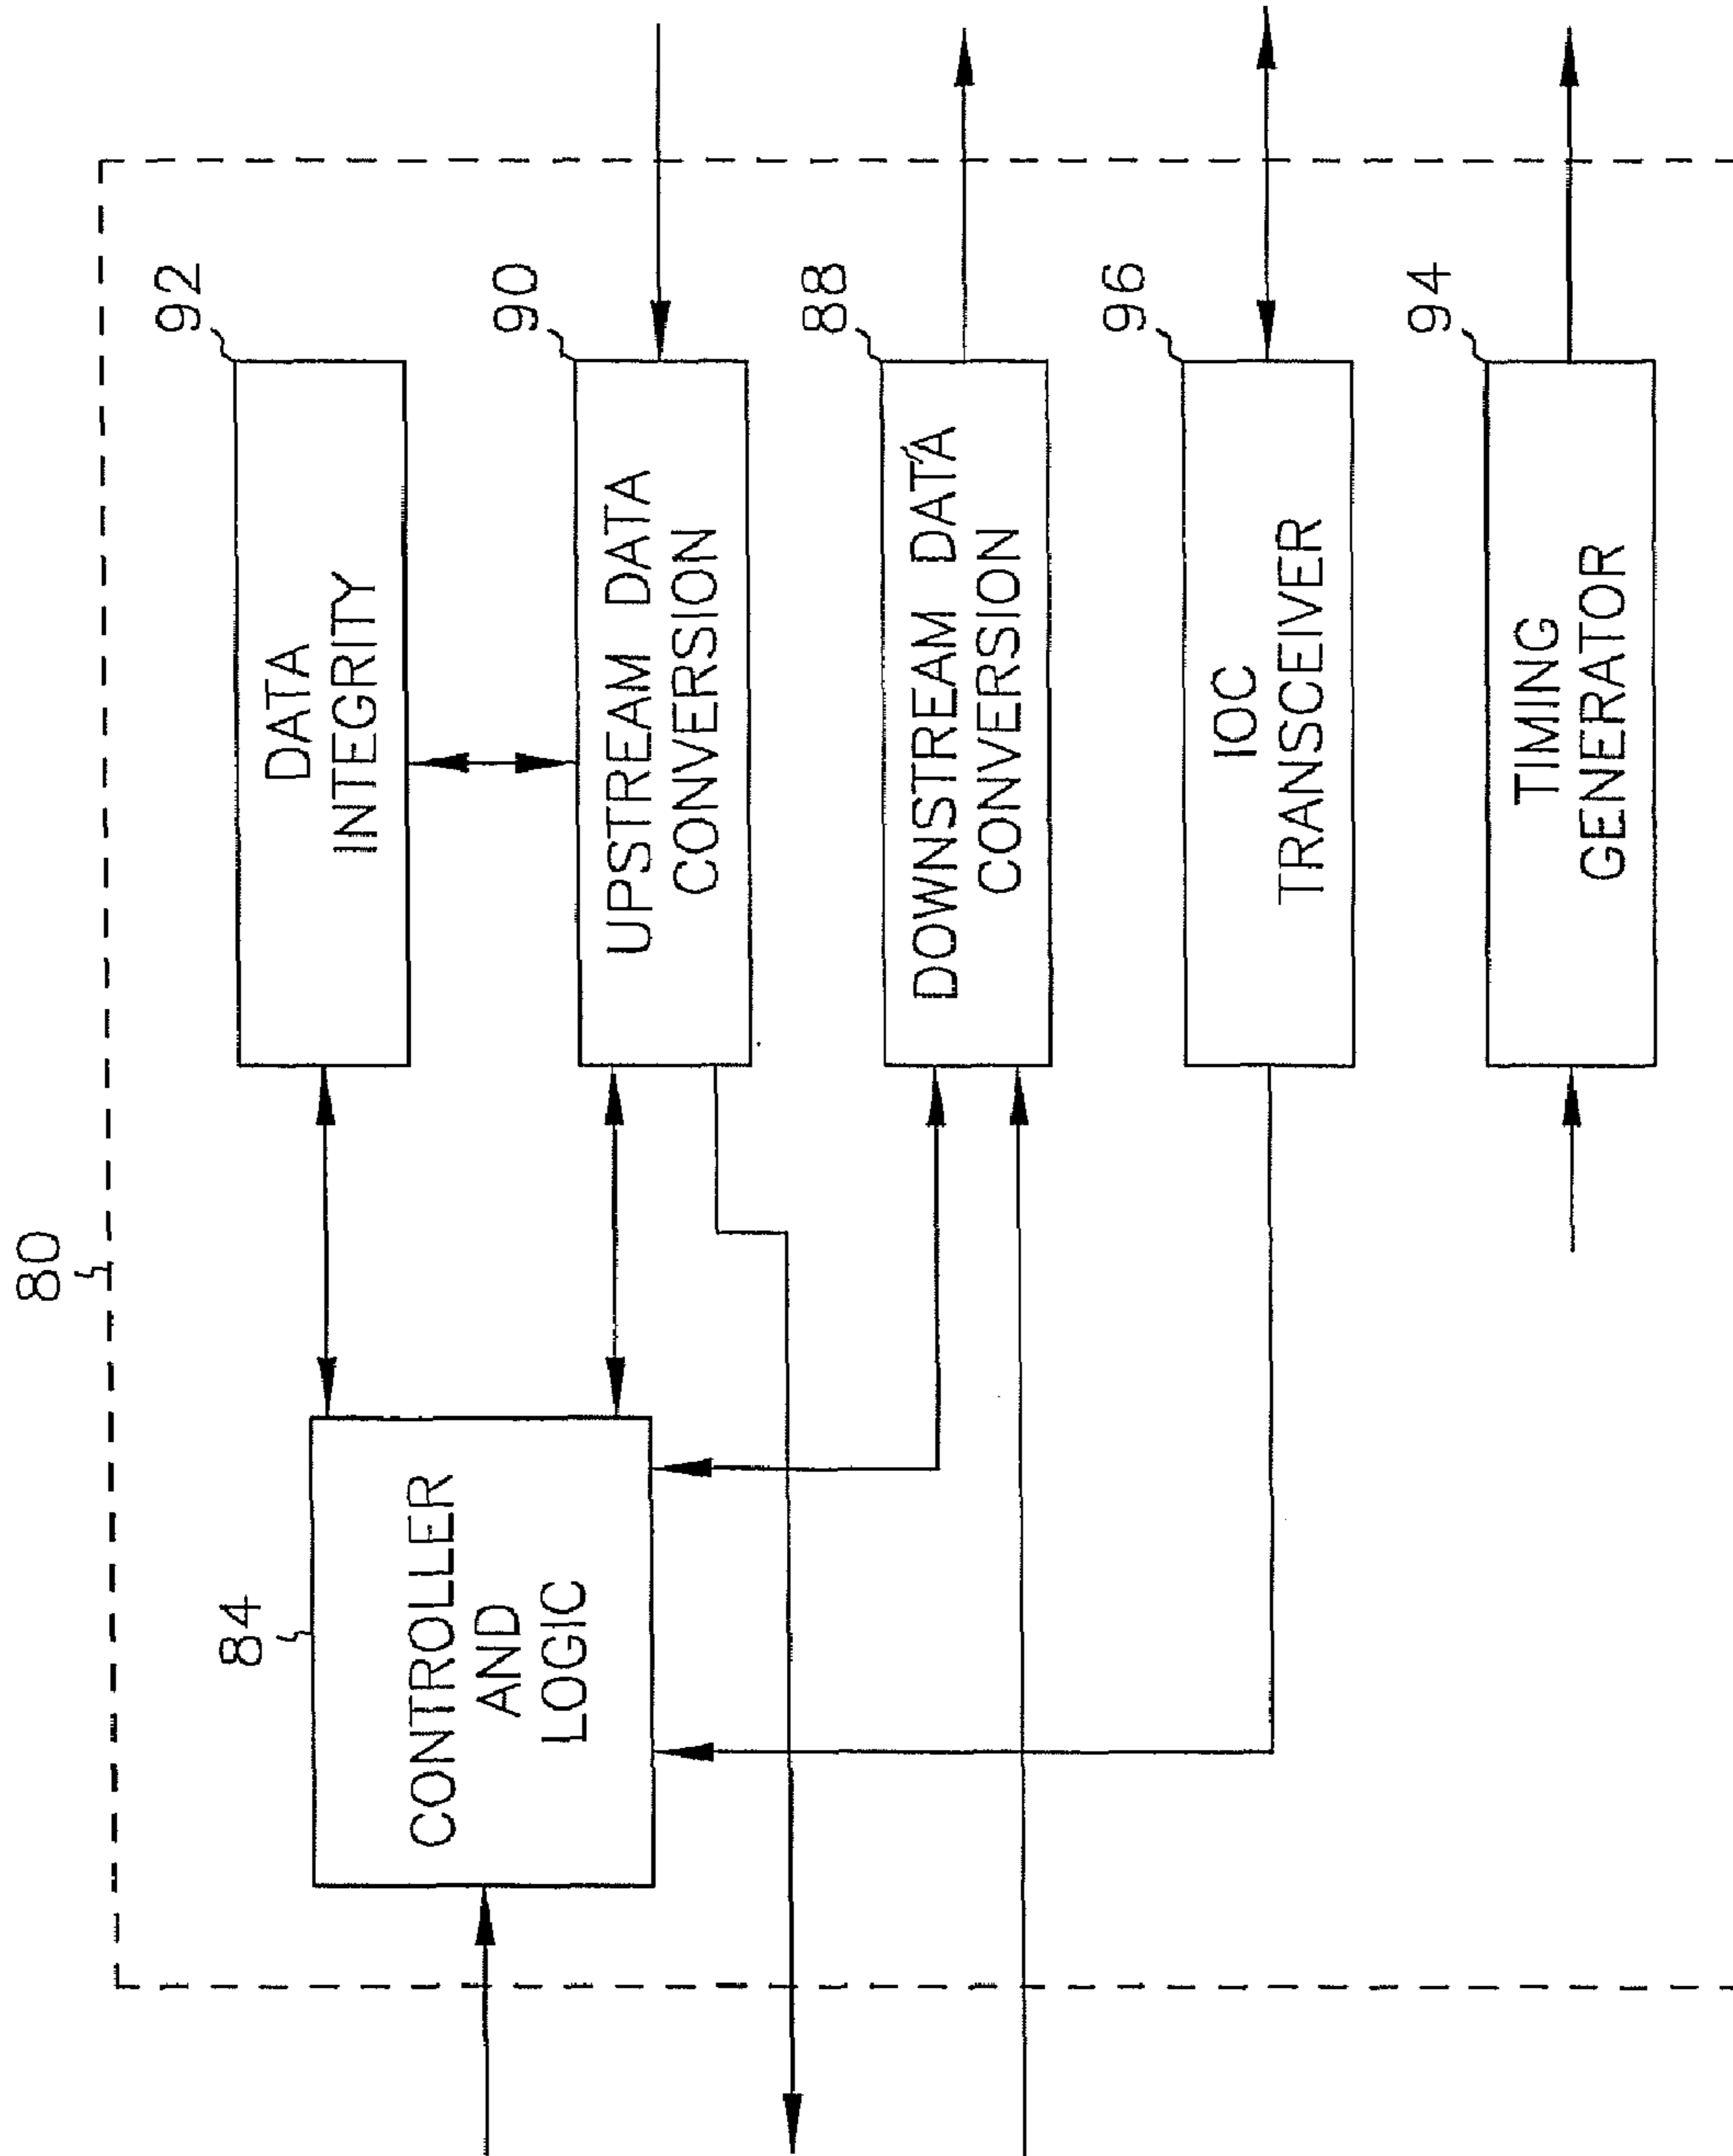 80
84
CONTROLLER
AND
LOGIC
92
DATA
INTEGRITY
90
UPSTREAM DATA
CONVERSION
88
DOWNSTREAM DATA
CONVERSION
96
IOC
TRANSCEIVER
94
TIMING
GENERATOR